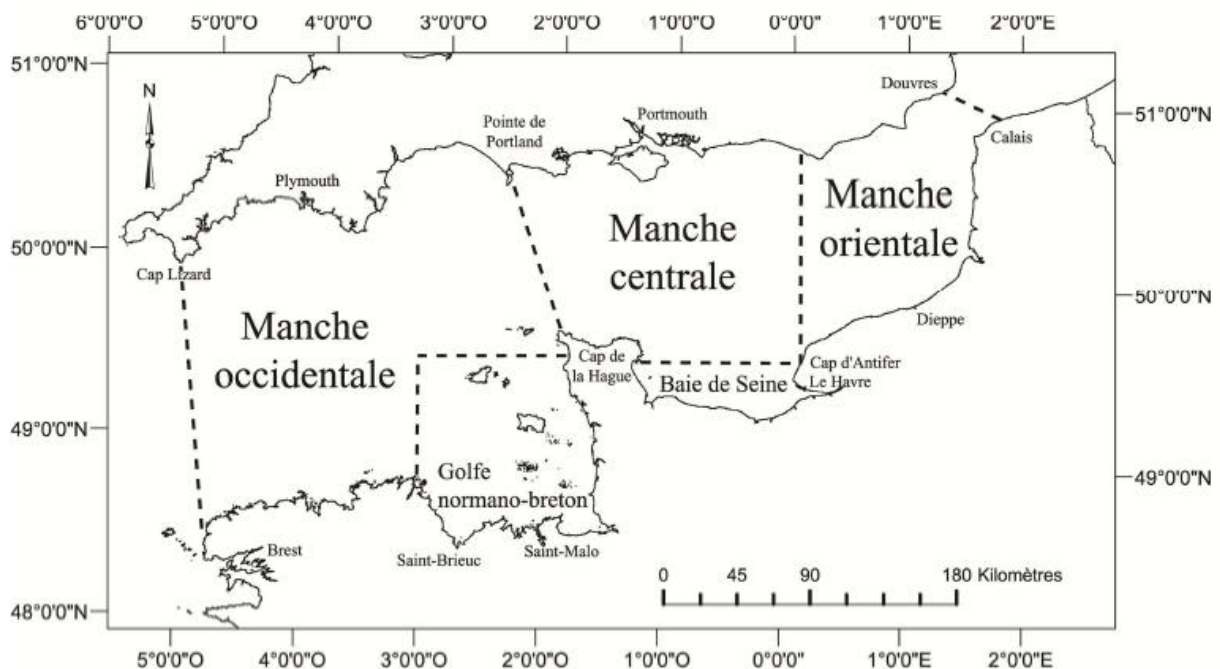 6°0'0"O 5°0'0"O 4°0'0"O 3°0'0"O 2°0'0"O 1°0'0"O 0°0'0" 1°0'0"E 2°0'0"E
51°0'0"N
N
Douvres
51°0'0"N
Calais
Portmouth
Pointe de
Portland
Plymouth
Manche
orientale
Manche
centrale
50°0'0"N
Cap Lizard
50°0'0"N
Manche
occidentale
Dieppe
Cap de
la Hague
Cap d'Antifer
Le Havre
Baie de Seine
49°0'0"N
Golfe
normano-breton
49°0'0"N
Brest
Saint-Brieuc
Saint-Malo
0 45 90 180 Kilomètres
48°0'0"N
5°0'0"O 4°0'0"O 3°0'0"O 2°0'0"O 1°0'0"O 0°0'0" 1°0'0"E 2°0'0"E